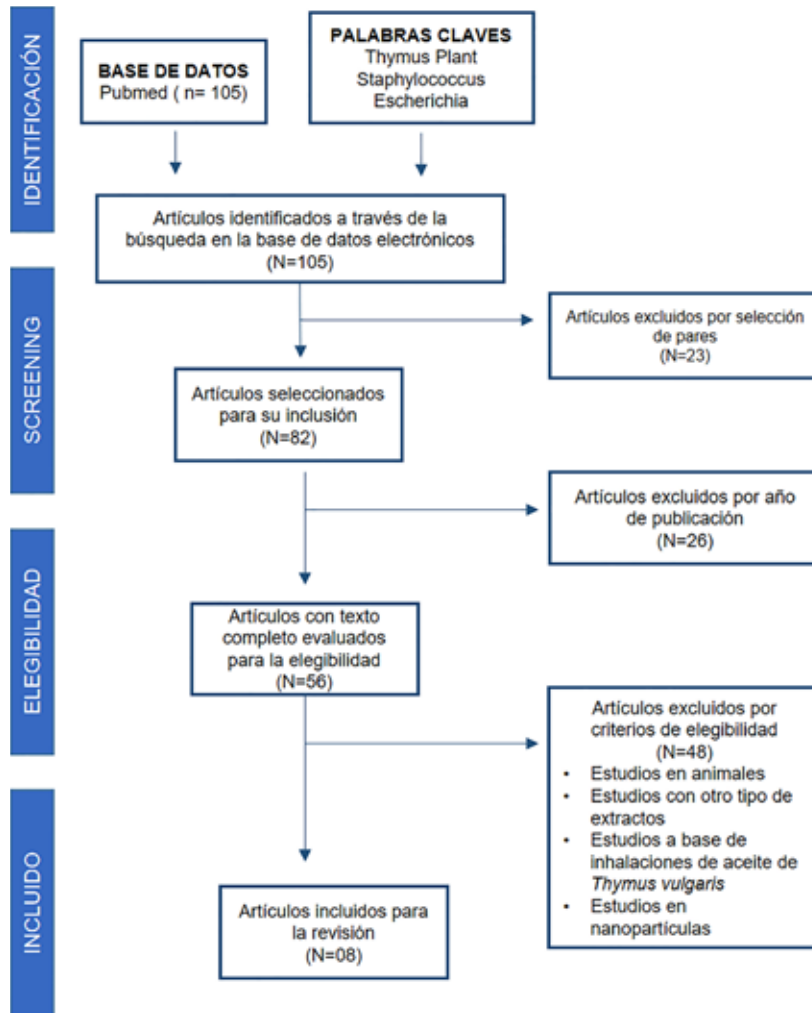 IDENTIFICACIÓN
BASE DE DATOS
Pubmed ( n= 105)
PALABRAS CLAVES
Thymus Plant
Staphylococcus
Escherichia
Artículos identificados a través de la
búsqueda en la base de datos electrónicos
(N=105)
SCREENING
Artículos excluidos por selección
de pares
(N=23)
Artículos seleccionados
para su inclusión
(N=82)
Artículos excluidos por año
de publicación
(N=26)
ELEGIBILIDAD
Artículos con texto
completo evaluados
para la elegibilidad
(N=56)
Artículos excluidos por
criterios de elegibilidad
(N=48)
• Estudios en animales
• Estudios con otro tipo de
extractos
• Estudios a base de
inhalaciones de aceite de
Thymus vulgaris
• Estudios en
nanopartículas
INCLUIDO
Artículos incluidos para
la revisión
(N=08)